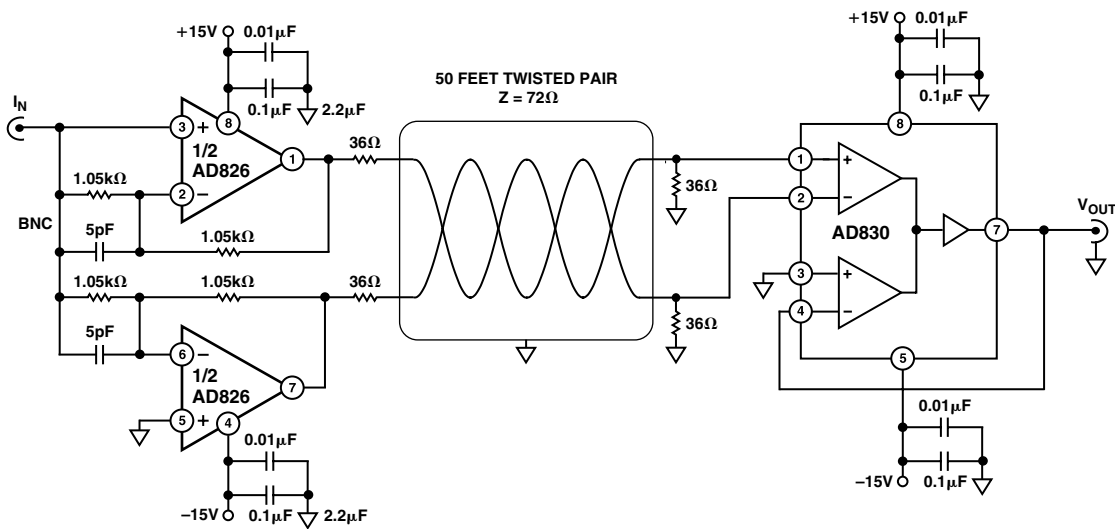 +15V
0.01µF
0.1µF
2.2µF
I_N
3
+
8
1/2
AD826
1
2
–
1.05kΩ
BNC
5pF
1.05kΩ
36Ω
50 FEET TWISTED PAIR
Z = 72Ω
1.05kΩ
1.05kΩ
36Ω
5pF
6
–
1/2
AD826
7
5
+
4
0.01µF
–15V
0.1µF
2.2µF
36Ω
36Ω
+15V
0.01µF
0.1µF
8
1
+
2
–
AD830
3
+
4
–
7
V_OUT
5
0.01µF
–15V
0.1µF